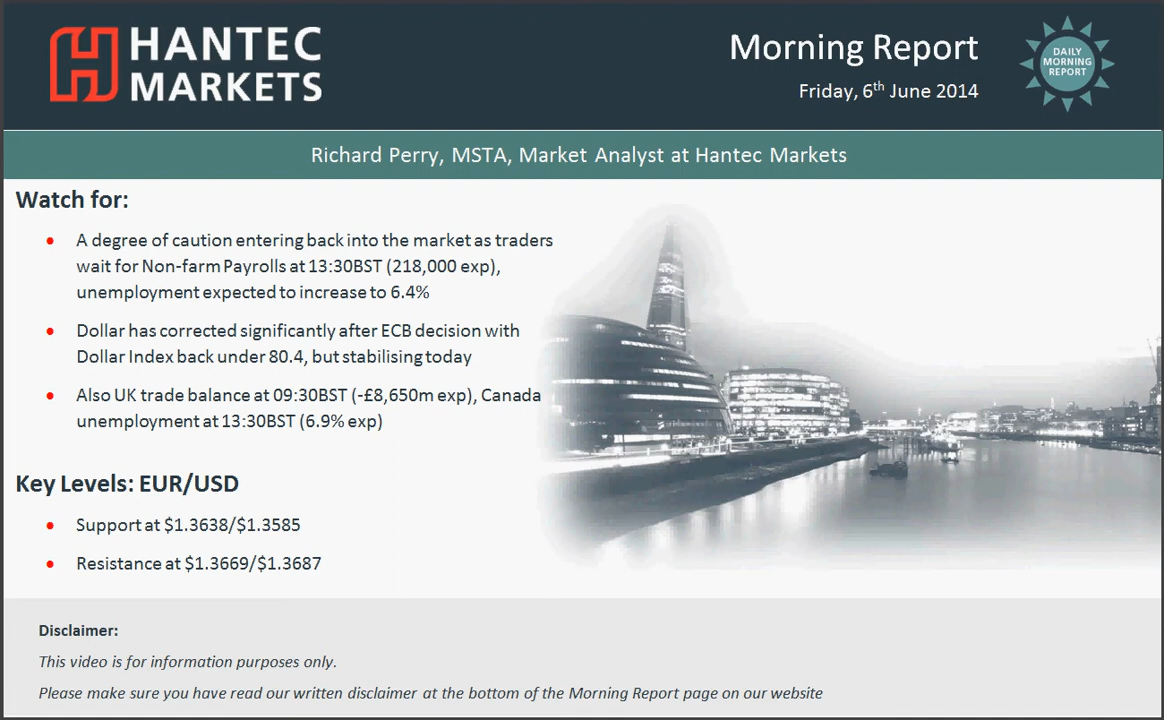 HANTEC
MARKETS
Morning Report
Friday, 6th June 2014
DAILY
MORNING
REPORT
Richard Perry, MSTA, Market Analyst at Hantec Markets
Watch for:
• A degree of caution entering back into the market as traders
wait for Non-farm Payrolls at 13:30BST (218,000 exp),
unemployment expected to increase to 6.4%
• Dollar has corrected significantly after ECB decision with
Dollar Index back under 80.4, but stabilising today
• Also UK trade balance at 09:30BST (-£8,650m exp), Canada
unemployment at 13:30BST (6.9% exp)
Key Levels: EUR/USD
• Support at $1.3638/$1.3585
• Resistance at $1.3669/$1.3687
Disclaimer:
This video is for information purposes only.
Please make sure you have read our written disclaimer at the bottom of the Morning Report page on our website